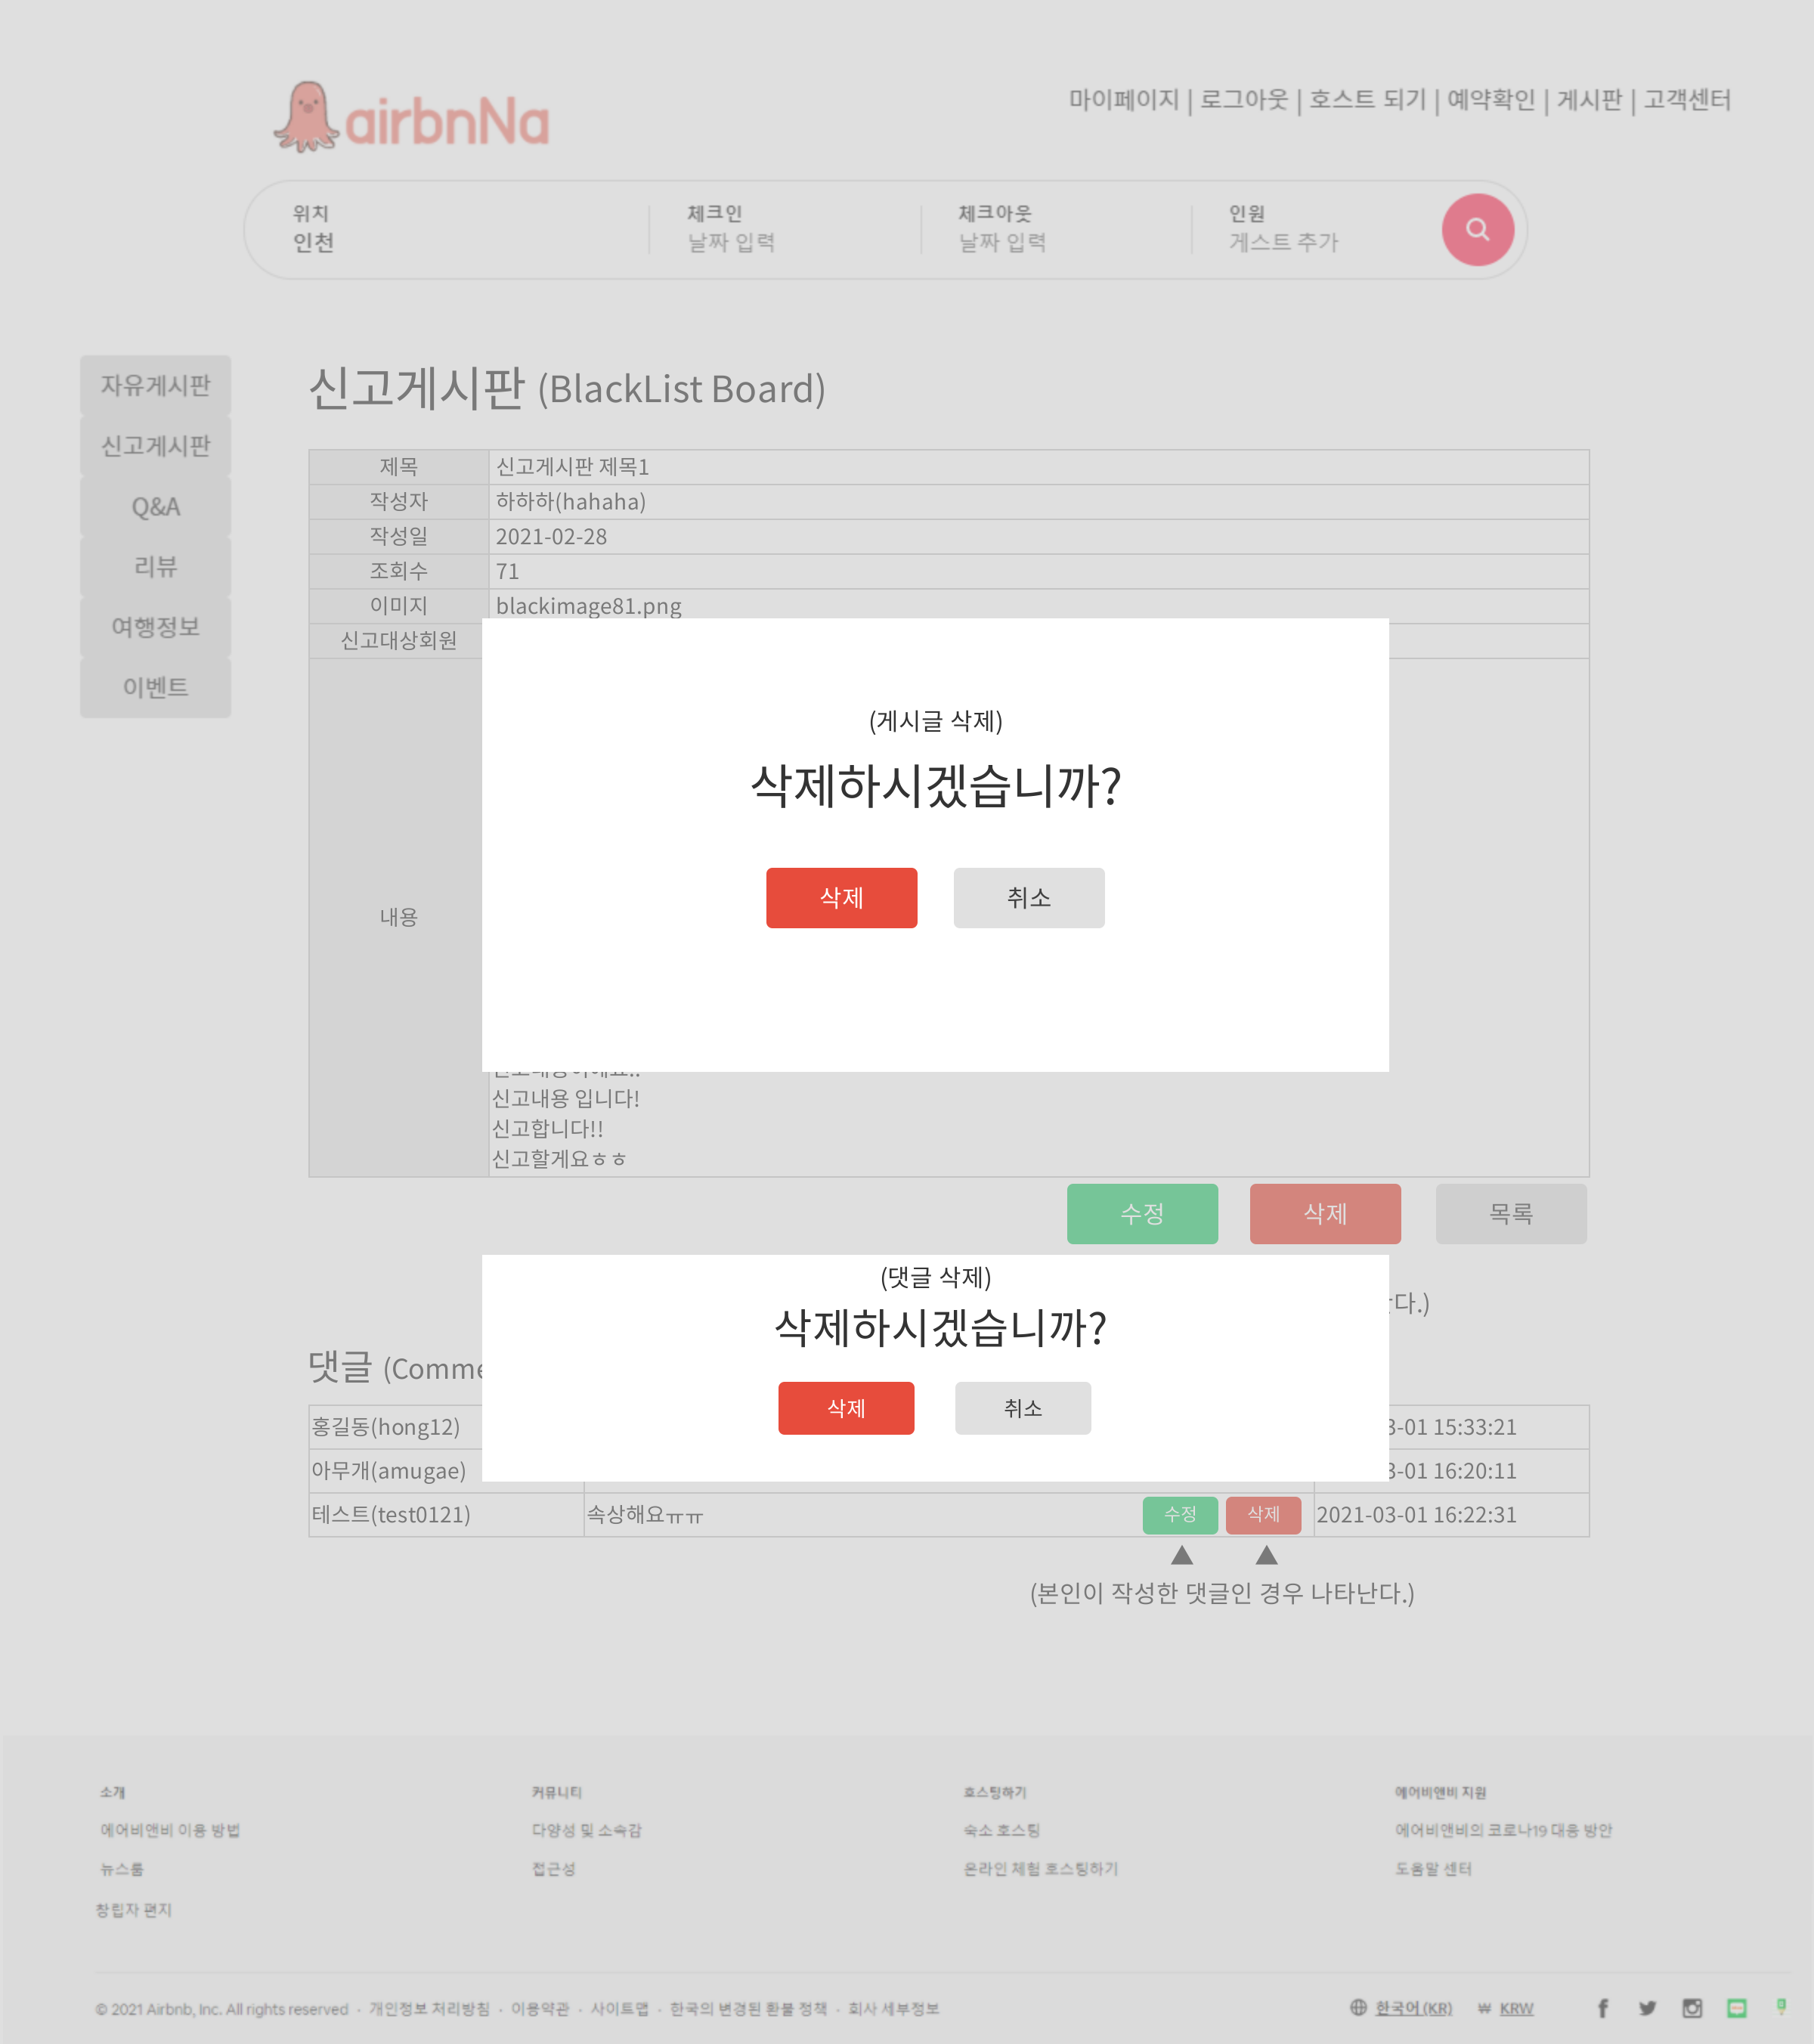 airbnNa
마이페이지 | 로그아웃 | 호스트 되기 | 예약확인 | 게시판 | 고객센터
위치 체크인 체크아웃 인원
인천 날짜 입력 날짜 입력 게스트 추가
자유게시판
신고게시판
Q&A
리뷰
여행정보
이벤트
신고게시판 (BlackList Board)
제목 신고게시판 제목1
작성자 하하하(hahaha)
작성일 2021-02-28
조회수 71
이미지 blackimage81.png
신고대상회원
(게시글 삭제)
삭제하시겠습니까?
삭제 취소
내용
신고내용 입니다!
신고합니다!!
신고할게요ㅎㅎ
수정 삭제 목록
(댓글 삭제)
삭제하시겠습니까?
삭제 취소
다.)
댓글 (Comme
홍길동(hong12) 3-01 15:33:21
아무개(amugae) 3-01 16:20:11
테스트(test0121) 속상해요ㅠㅠ 수정 삭제 2021-03-01 16:22:31
(본인이 작성한 댓글인 경우 나타난다.)
소개 커뮤니티 호스팅하기 에어비앤비 지원
에어비앤비 이용 방법 다양성 및 소속감 숙소 호스팅 에어비앤비의 코로나19 대응 방안
뉴스룸 접근성 온라인 체험 호스팅하기 도움말 센터
창립자 편지
© 2021 Airbnb, Inc. All rights reserved · 개인정보 처리방침 · 이용약관 · 사이트맵 · 한국의 변경된 환불 정책 · 회사 세부정보 한국어(KR) ₩ KRW